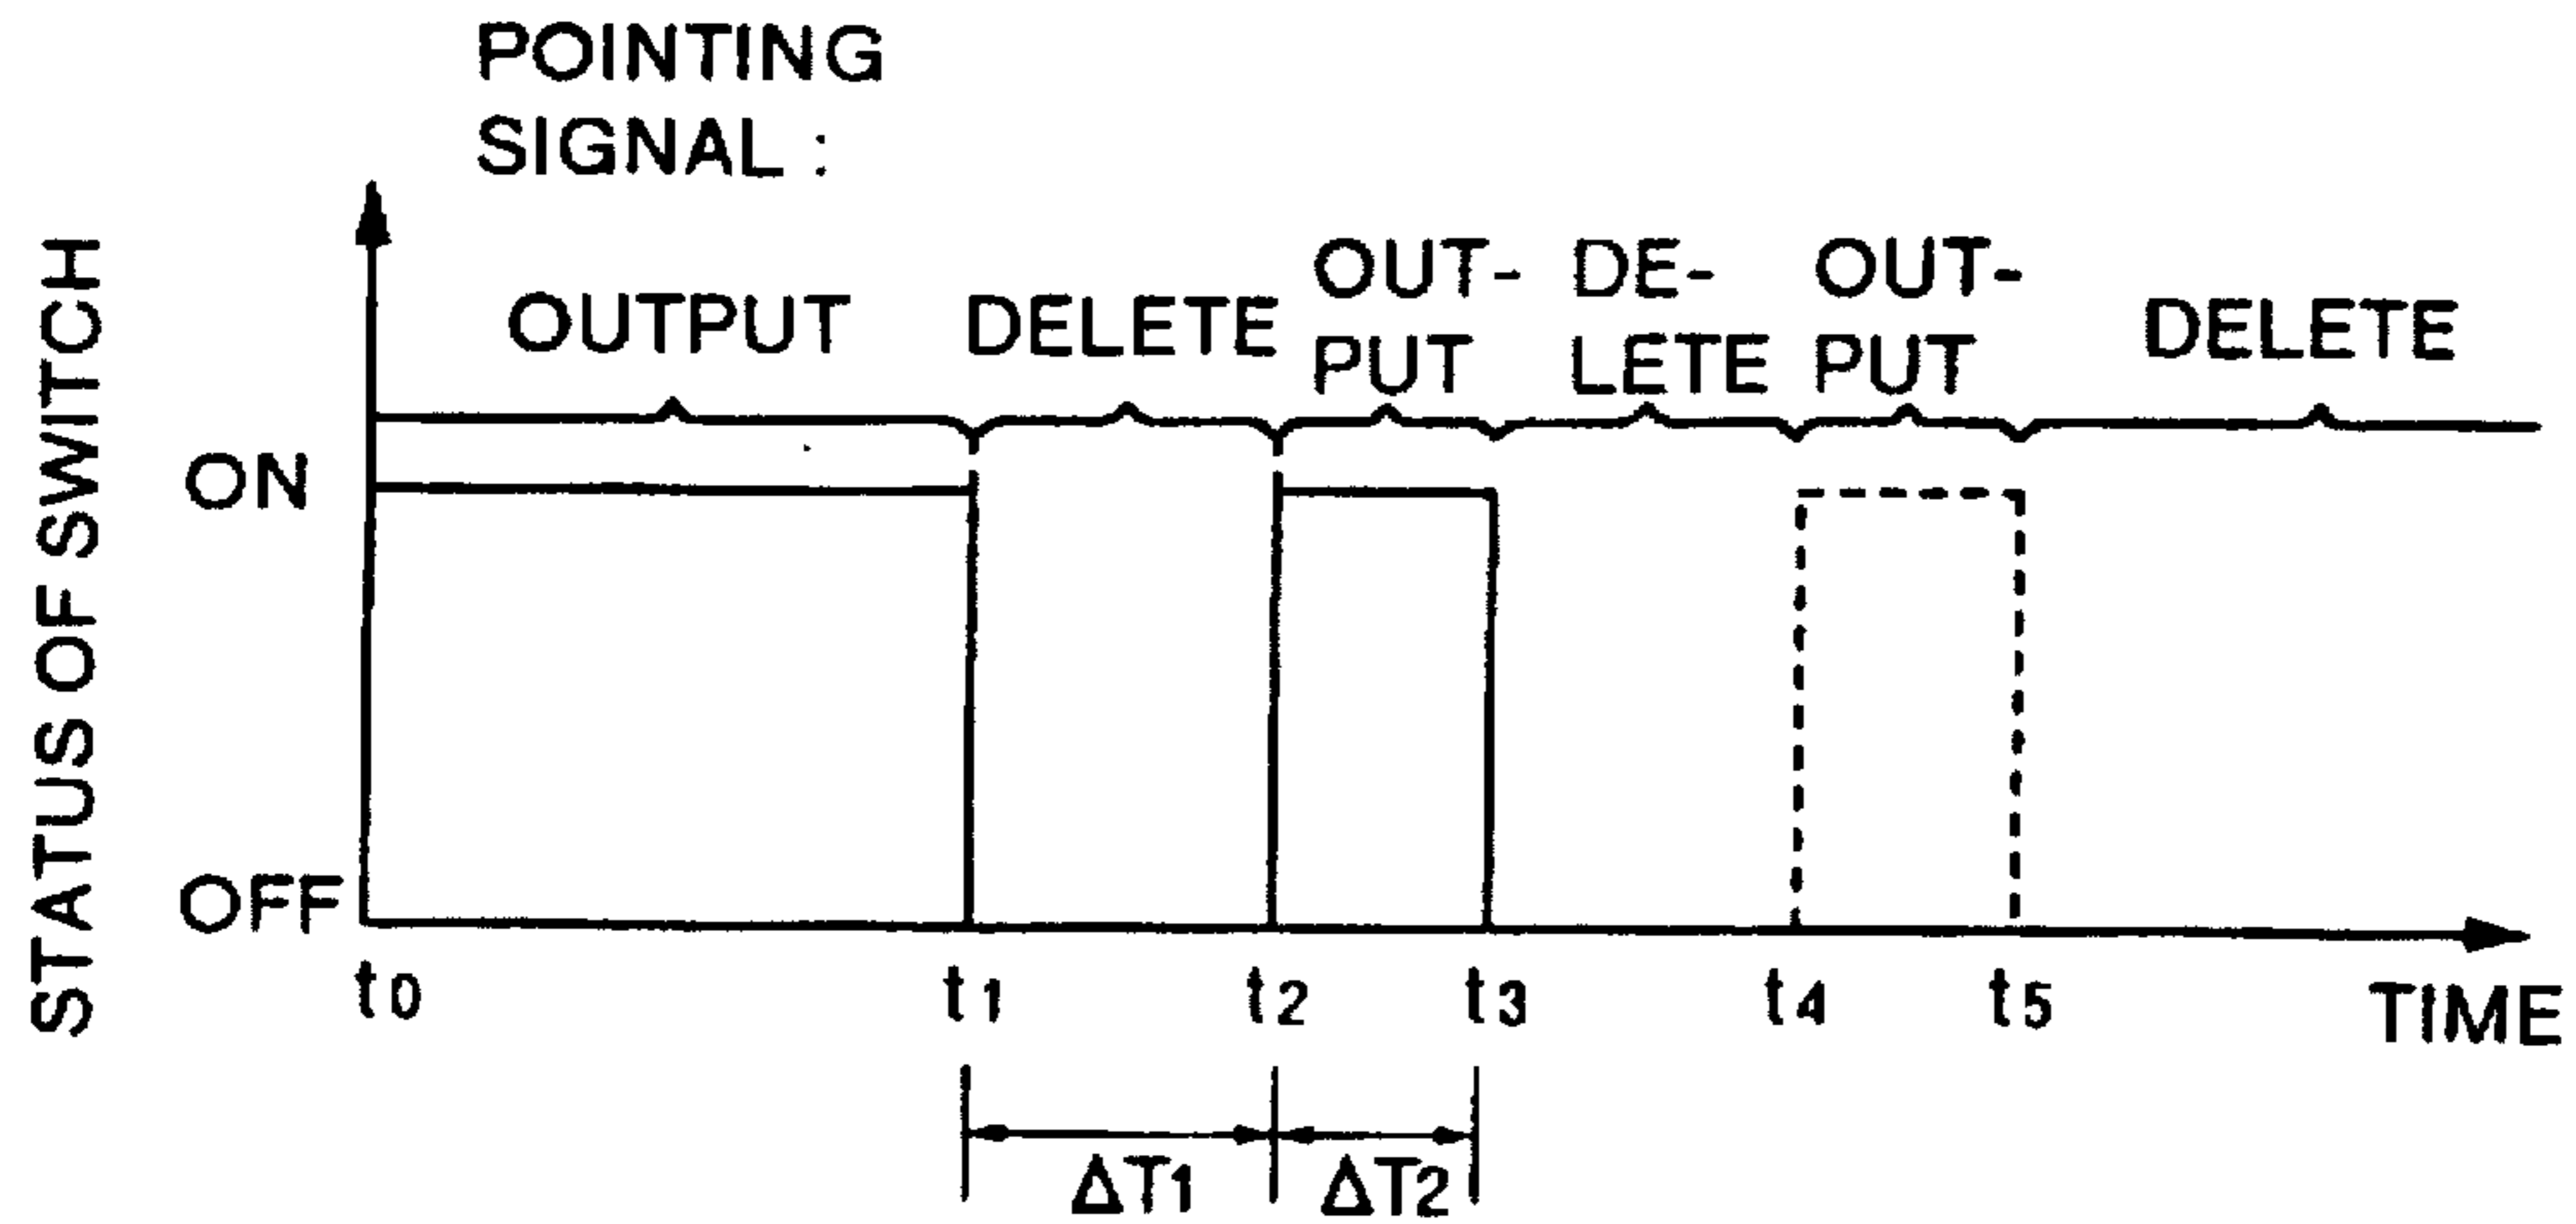 POINTING
SIGNAL :
OUTPUT
DELETE
OUT-
PUT
DE-
LETE
OUT-
PUT
DELETE
STATUS OF SWITCH
ON
OFF
t0
t1
t2
t3
t4
t5
TIME
ΔT1
ΔT2